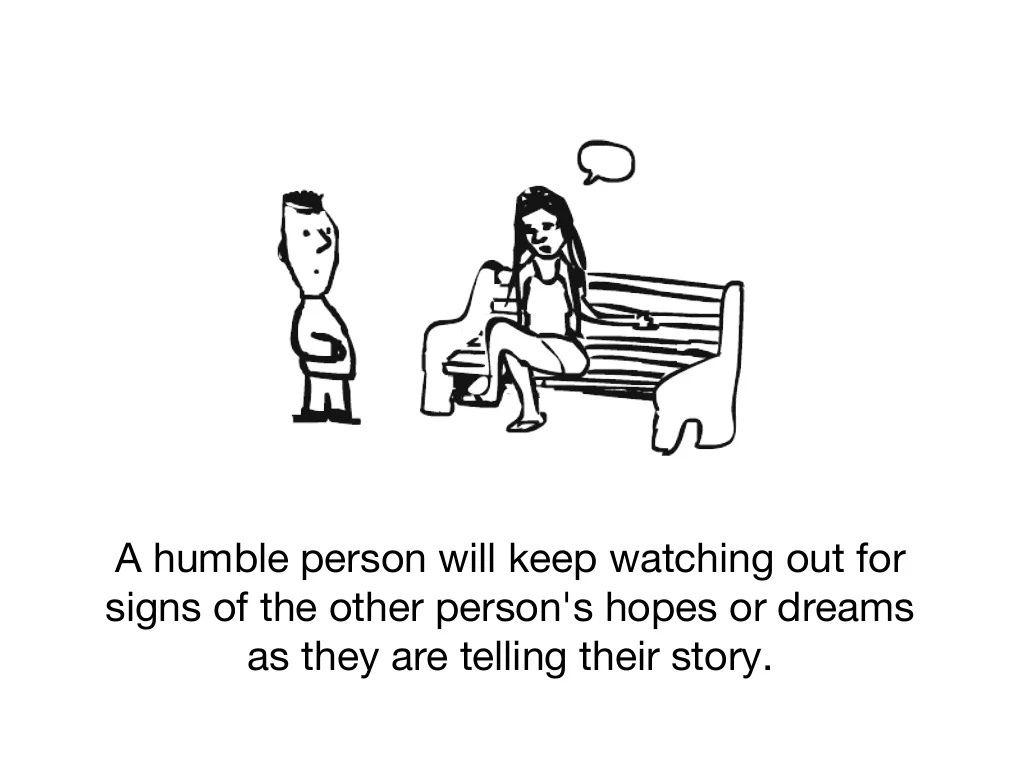 A humble person will keep watching out for
signs of the other person's hopes or dreams
as they are telling their story.